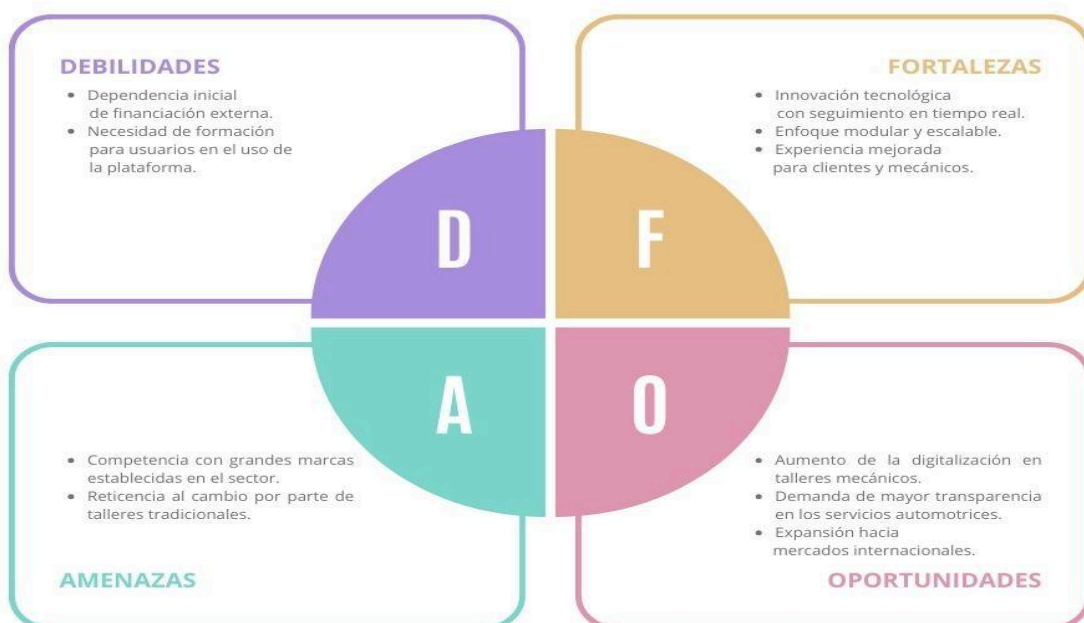 DEBILIDADES
• Dependencia inicial
de financiación externa.
• Necesidad de formación
para usuarios en el uso de
la plataforma.
FORTALEZAS
• Innovación tecnológica
con seguimiento en tiempo real.
• Enfoque modular y escalable.
• Experiencia mejorada
para clientes y mecánicos.
D
F
A
O
• Competencia con grandes marcas
establecidas en el sector.
• Reticencia al cambio por parte de
talleres tradicionales.
AMENAZAS
• Aumento de la digitalización en
talleres mecánicos.
• Demanda de mayor transparencia
en los servicios automotrices.
• Expansión hacia
mercados internacionales.
OPORTUNIDADES